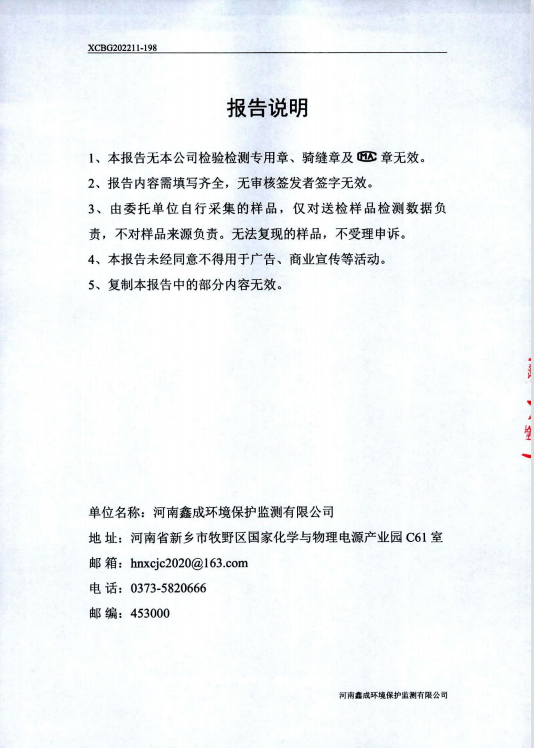 XCBG202211-198
报告说明
1、本报告无本公司检验检测专用章、骑缝章及 MA 章无效。
2、报告内容需填写齐全，无审核签发者签字无效。
3、由委托单位自行采集的样品，仅对送检样品检测数据负
责，不对样品来源负责。无法复现的样品，不受理申诉。
4、本报告未经同意不得用于广告、商业宣传等活动。
5、复制本报告中的部分内容无效。
单位名称：河南鑫成环境保护监测有限公司
地 址：河南省新乡市牧野区国家化学与物理电源产业园 C61 室
邮 箱：hnxcjc2020@163.com
电 话：0373-5820666
邮 编：453000
河南鑫成环境保护监测有限公司